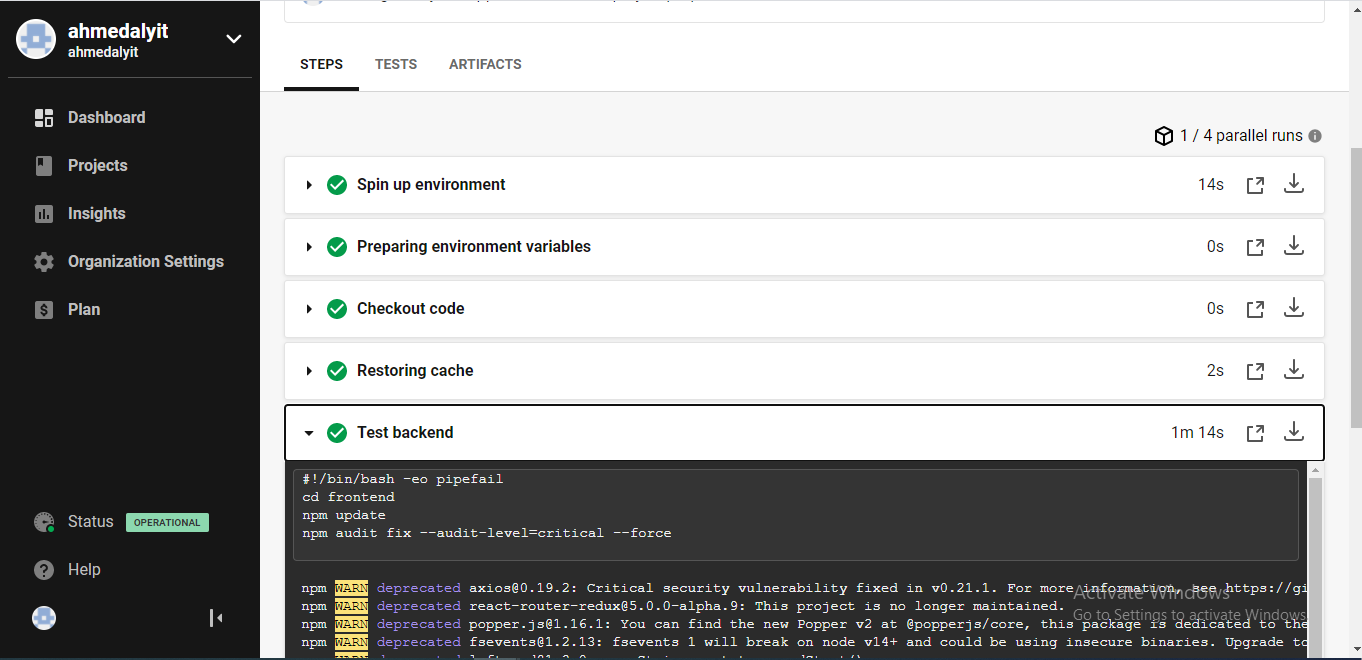 ahmedalyit
ahmedalyit
Dashboard
Projects
Insights
Organization Settings
Plan
Status OPERATIONAL
Help
STEPS TESTS ARTIFACTS
1 / 4 parallel runs
Spin up environment 14s
Preparing environment variables 0s
Checkout code 0s
Restoring cache 2s
Test backend 1m 14s
#!/bin/bash -eo pipefail
cd frontend
npm update
npm audit fix --audit-level=critical --force
npm WARN deprecated axios@0.19.2: Critical security vulnerability fixed in v0.21.1. For more information, see https://gi
npm WARN deprecated react-router-redux@5.0.0-alpha.9: This project is no longer maintained.
npm WARN deprecated popper.js@1.16.1: You can find the new Popper v2 at @popperjs/core, this package is dedicated to the
npm WARN deprecated fsevents@1.2.13: fsevents 1 will break on node v14+ and could be using insecure binaries. Upgrade to
Activate Windows
Go to Settings to activate Windows.